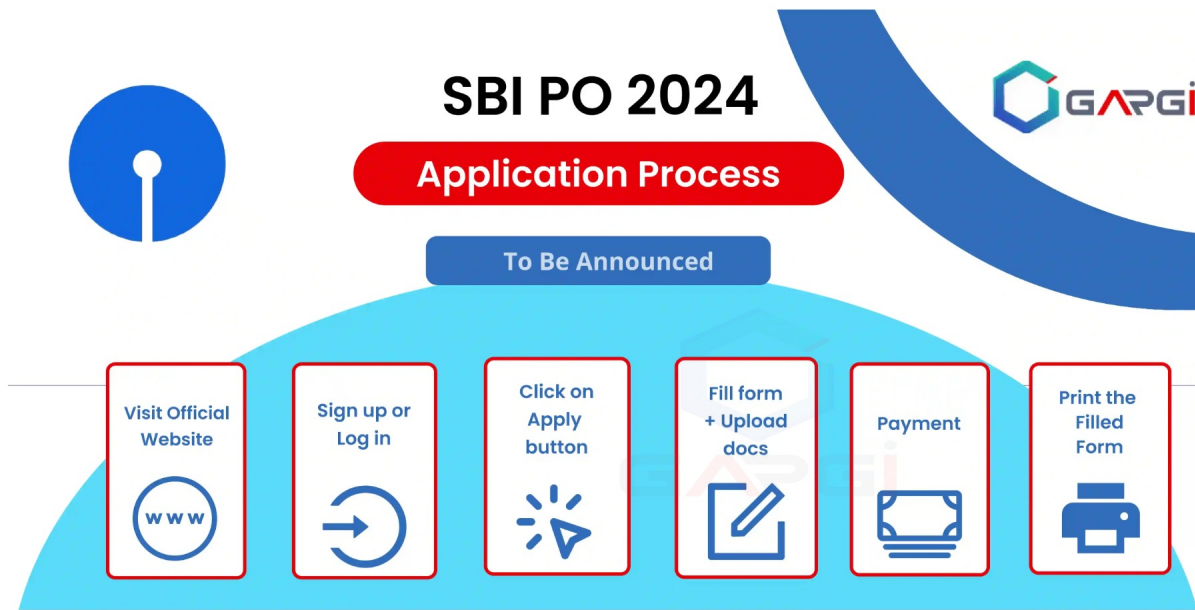 SBI PO 2024
GARGI
Application Process
To Be Announced
Visit Official
Website
www
Sign up or
Log in
Click on
Apply
button
Fill form
+ Upload
docs
Payment
Print the
Filled
Form
GARGI